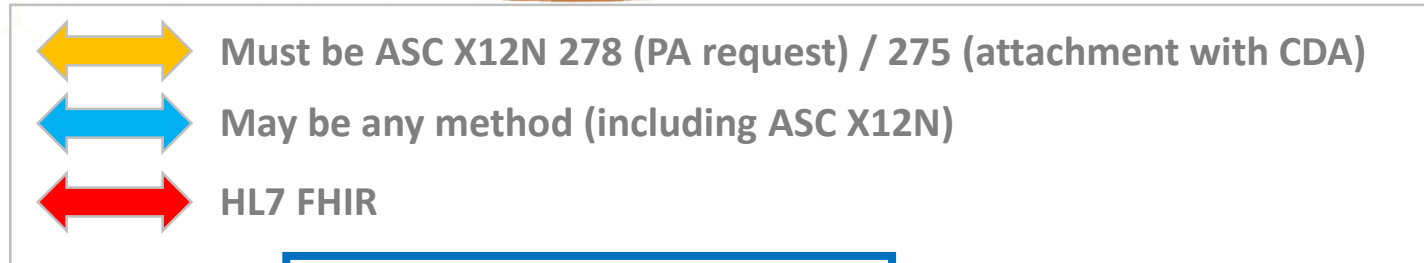 Must be ASC X12N 278 (PA request) / 275 (attachment with CDA)
May be any method (including ASC X12N)
HL7 FHIR